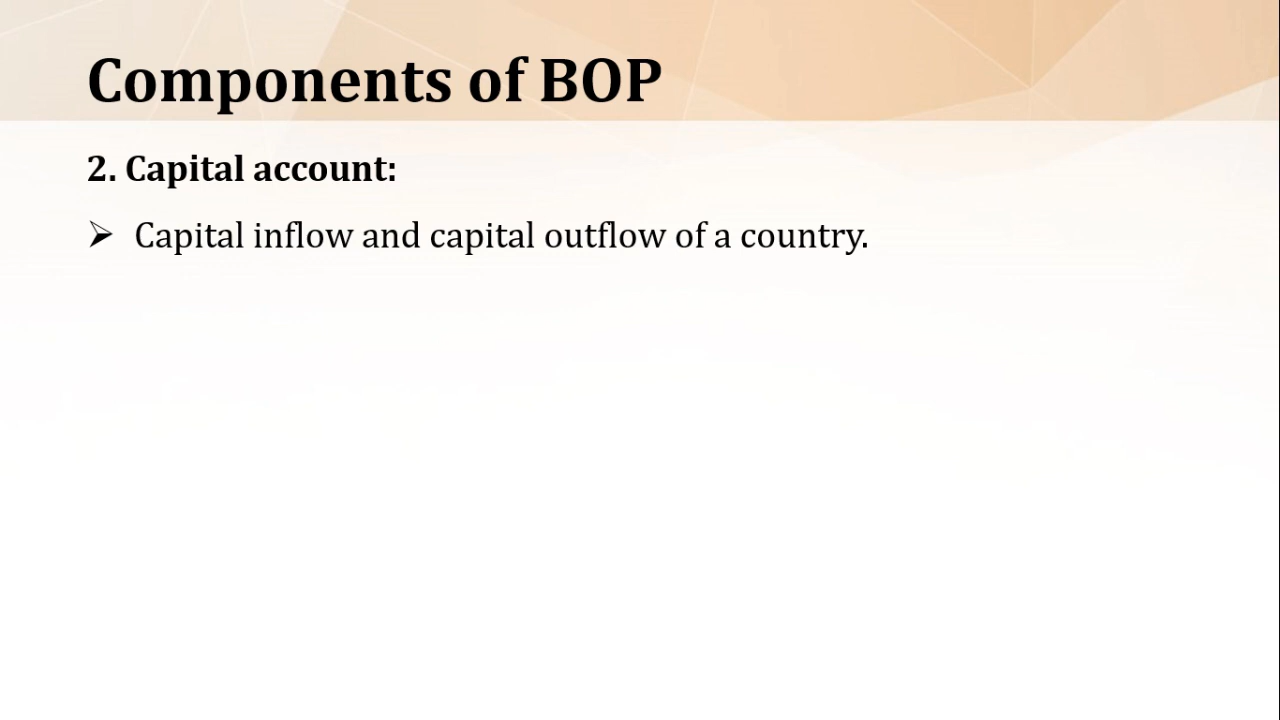 Components of BOP
2. Capital account:
➢ Capital inflow and capital outflow of a country.